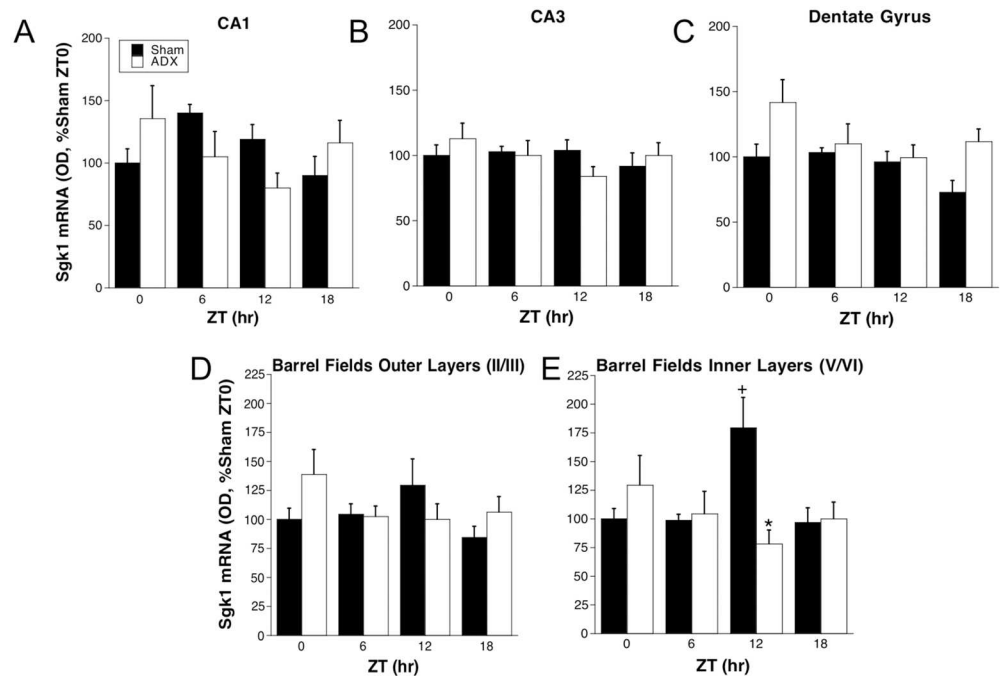 A
CA1
Sgk1 mRNA (OD, %Sham ZT0)
200
150
100
50
0
Sham
ADX
0 6 12 18
ZT (hr)
B
CA3
200
150
100
50
0
0 6 12 18
ZT (hr)
C
Dentate Gyrus
200
150
100
50
0
0 6 12 18
ZT (hr)
D
Barrel Fields Outer Layers (II/III)
Sgk1 mRNA (OD, %Sham ZT0)
225
200
175
150
125
100
75
50
25
0
0 6 12 18
ZT (hr)
E
Barrel Fields Inner Layers (V/VI)
225
200
175
150
125
100
75
50
25
0
+
*
0 6 12 18
ZT (hr)